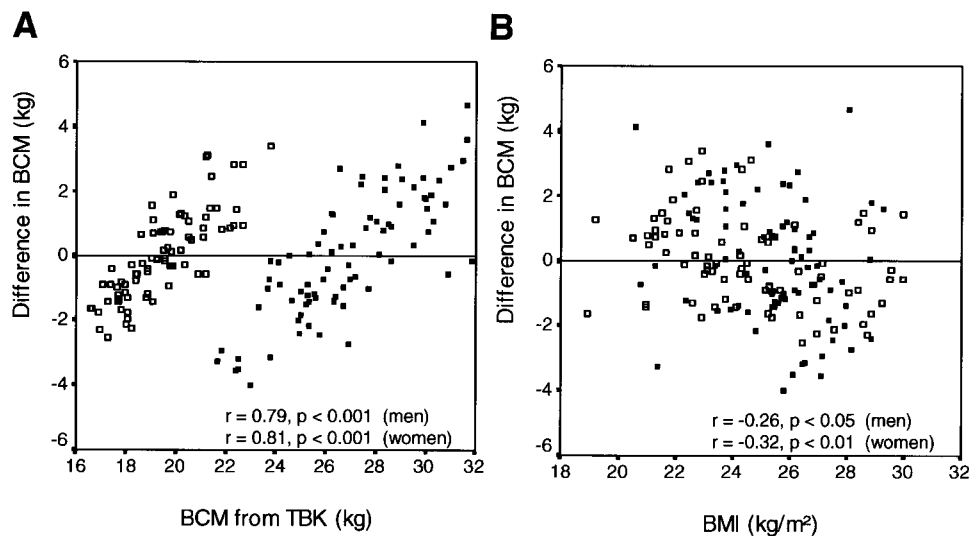 A
Difference in BCM (kg)
6
4
2
0
-2
-4
-6
r = 0.79, p < 0.001 (men)
r = 0.81, p < 0.001 (women)
16 18 20 22 24 26 28 30 32
BCM from TBK (kg)
B
Difference in BCM (kg)
6
4
2
0
-2
-4
-6
r = -0.26, p < 0.05 (men)
r = -0.32, p < 0.01 (women)
18 20 22 24 26 28 30 32
BMI (kg/m²)